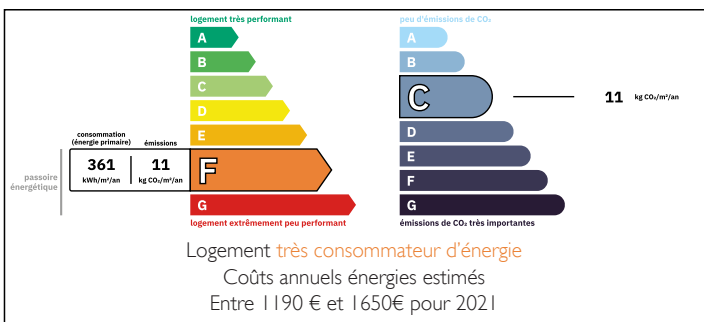 logement très performant
A
B
C
D
E
consommation
(énergie primaire)
émissions
361
kWh/m²/an
11
kg CO₂/m²/an
F
passoire
énergétique
G
logement extrêmement peu performant
peu d'émissions de CO₂
A
B
C
11
kg CO₂/m²/an
D
E
F
G
émissions de CO₂ très importantes
Logement très consommateur d'énergie
Coûts annuels énergies estimés
Entre 1190 € et 1650€ pour 2021